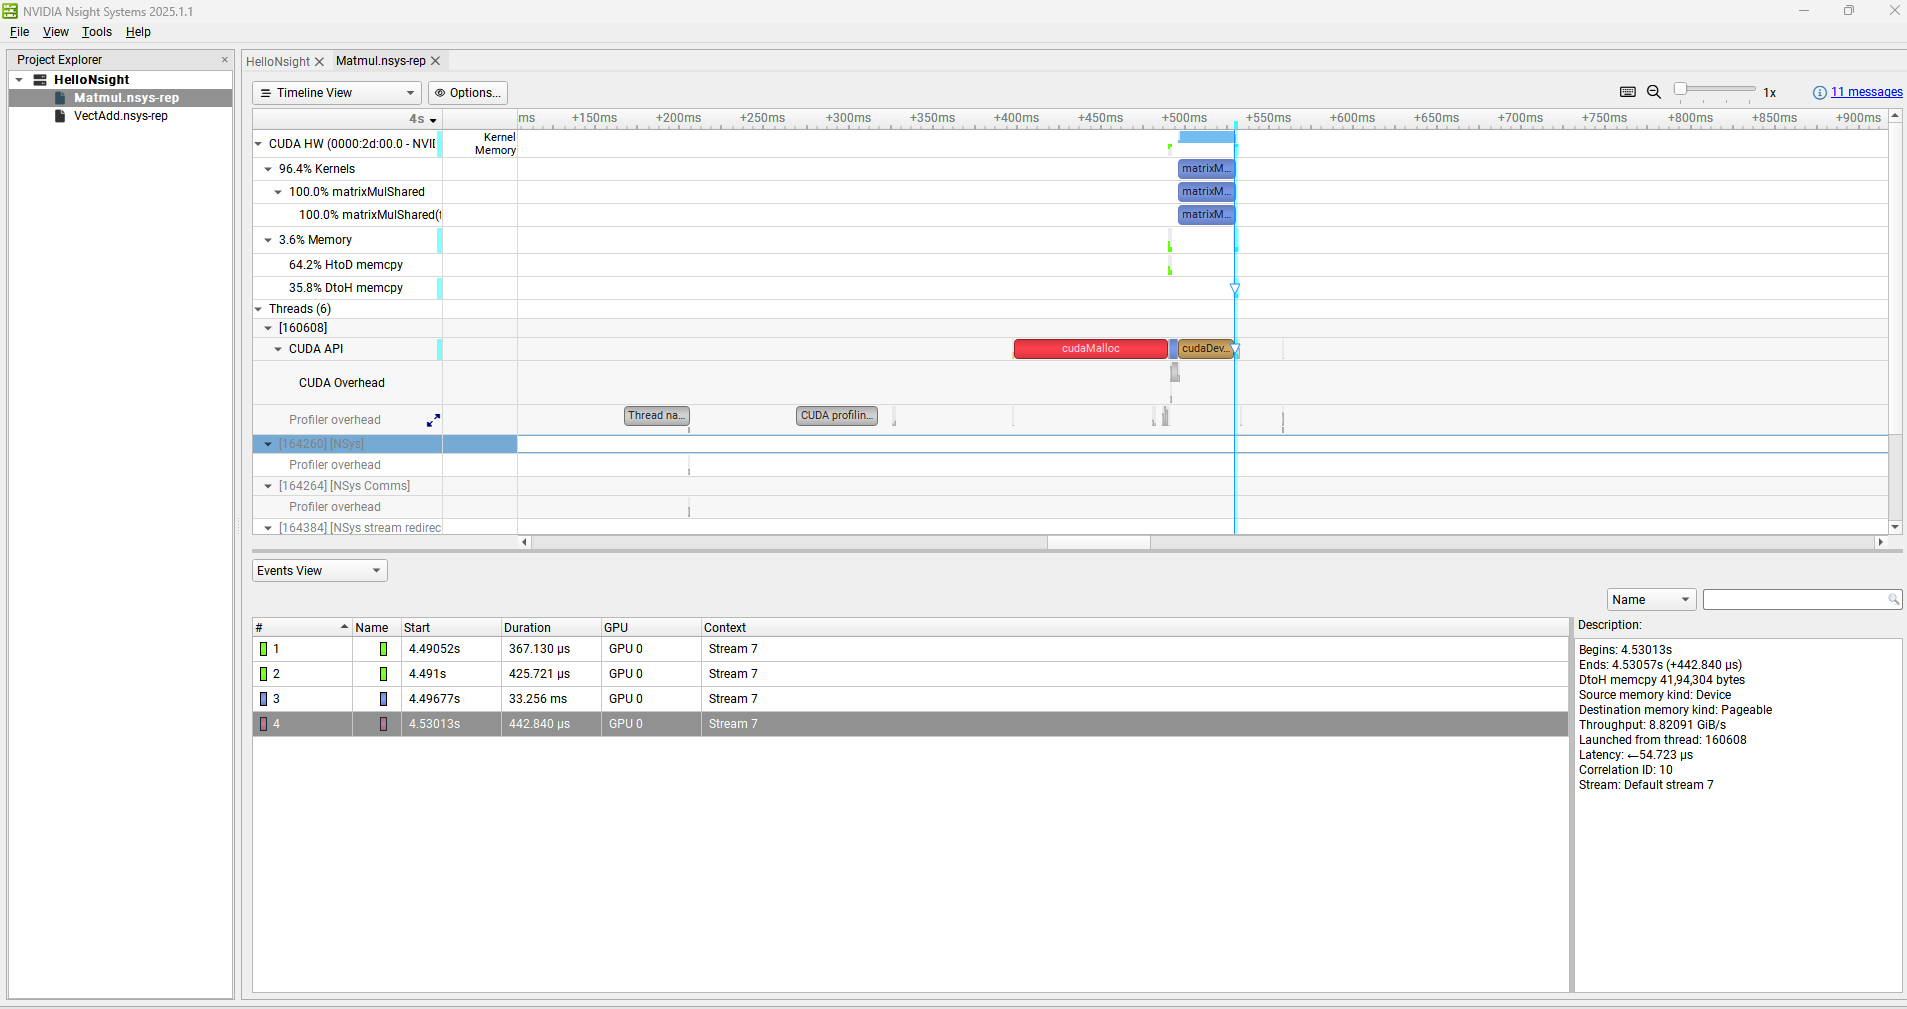 NVIDIA Nsight Systems 2025.1.1
File View Tools Help
Project Explorer
HelloNsight
Matmul.nsys-rep
VectAdd.nsys-rep
HelloNsight Matmul.nsys-rep
Timeline View Options... 1x 11 messages
4s ms +150ms +200ms +250ms +300ms +350ms +400ms +450ms +500ms +550ms +600ms +650ms +700ms +750ms +800ms +850ms +900ms
CUDA HW (0000:2d:00.0 - NVI Kernel
Memory
96.4% Kernels matrixM...
100.0% matrixMulShared matrixM...
100.0% matrixMulShared(f matrixM...
3.6% Memory
64.2% HtoD memcpy
35.8% DtoH memcpy
Threads (6)
[160608]
CUDA API cudaMalloc cudaDev...
CUDA Overhead
Profiler overhead Thread na... CUDA profilin...
[164260] [NSys]
Profiler overhead
[164264] [NSys Comms]
Profiler overhead
[164384] [NSys stream redirec
Events View
Name
# Name Start Duration GPU Context
1 4.49052s 367.130 µs GPU 0 Stream 7
2 4.491s 425.721 µs GPU 0 Stream 7
3 4.49677s 33.256 ms GPU 0 Stream 7
4 4.53013s 442.840 µs GPU 0 Stream 7
Description:
Begins: 4.53013s
Ends: 4.53057s (+442.840 µs)
DtoH memcpy 41,94,304 bytes
Source memory kind: Device
Destination memory kind: Pageable
Throughput: 8.82091 GiB/s
Launched from thread: 160608
Latency: ←54.723 µs
Correlation ID: 10
Stream: Default stream 7